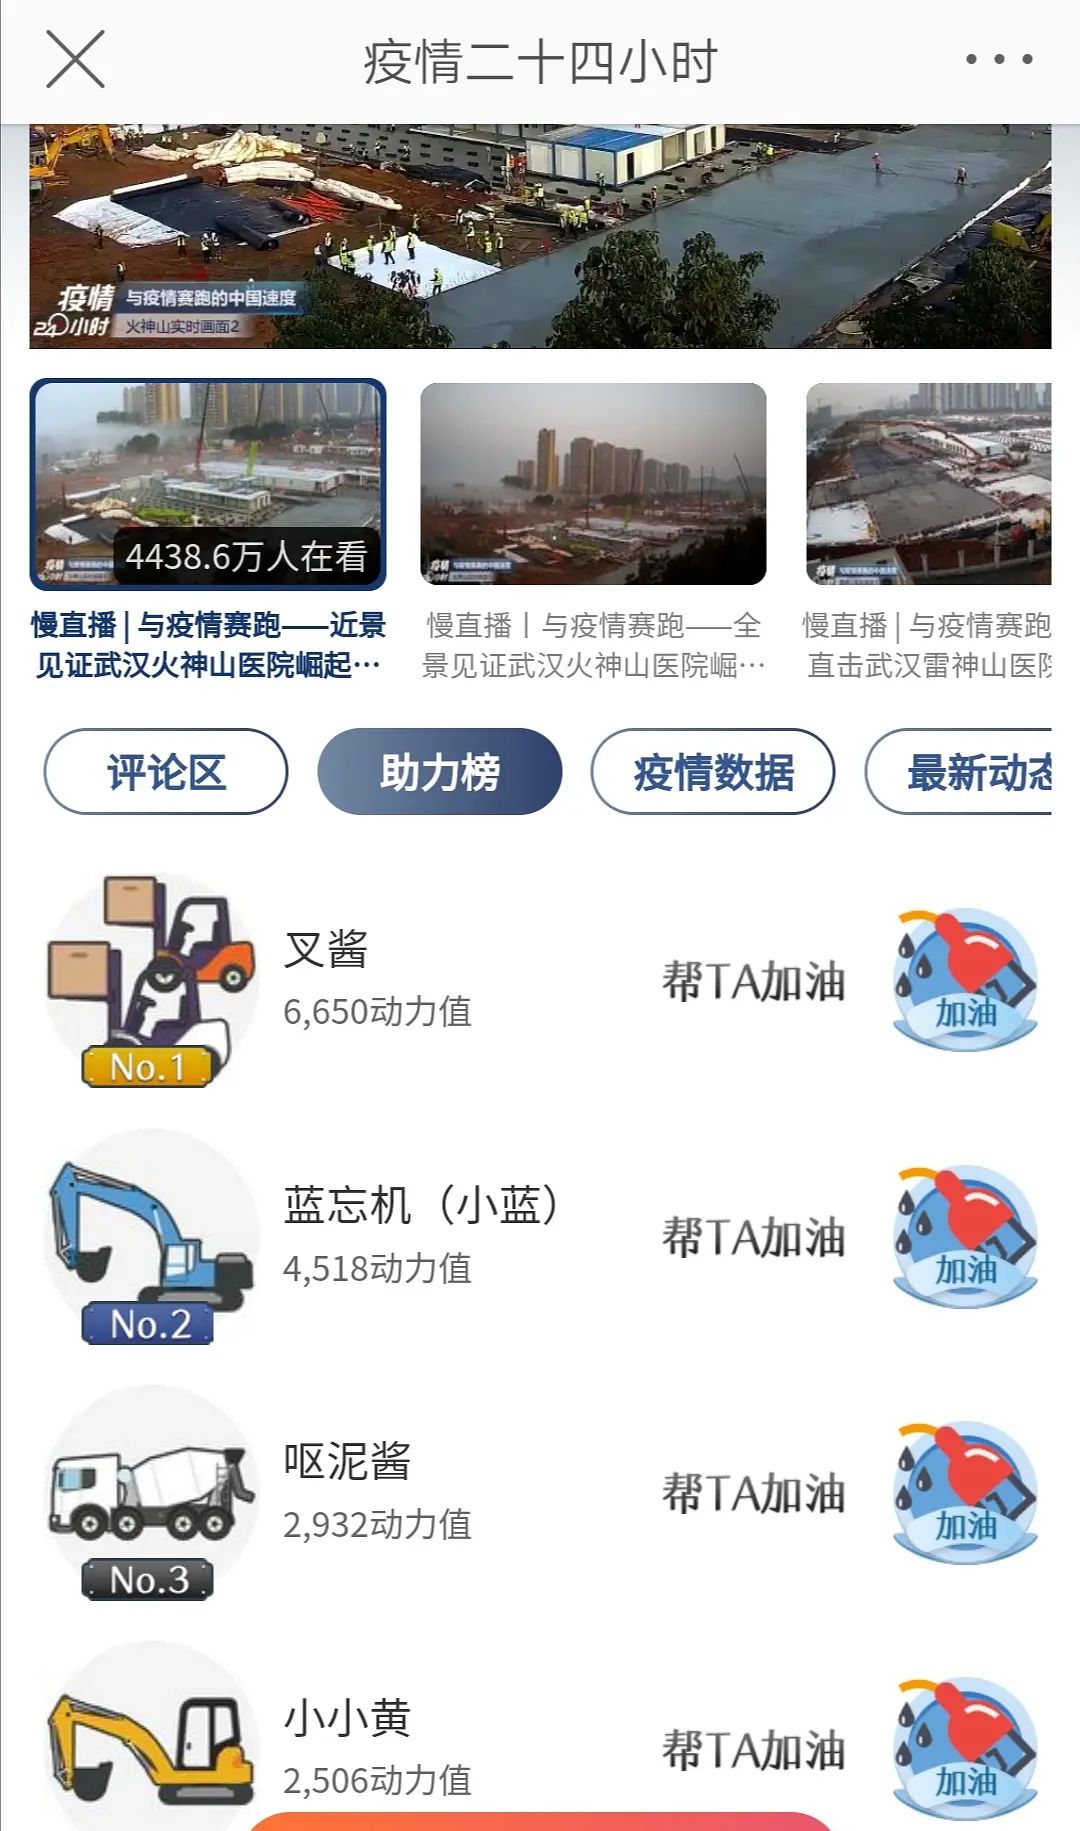 疫情二十四小时
疫情
24小时
与疫情赛跑的中国速度
火神山实时画面2
4438.6万人在看
慢直播|与疫情赛跑——近景
见证武汉火神山医院崛起…
慢直播丨与疫情赛跑——全
景见证武汉火神山医院崛…
慢直播|与疫情赛跑
直击武汉雷神山医院
评论区
助力榜
疫情数据
最新动态
叉酱
6,650动力值
No.1
帮TA加油
加油
蓝忘机（小蓝）
4,518动力值
No.2
帮TA加油
加油
呕泥酱
2,932动力值
No.3
帮TA加油
加油
小小黄
2,506动力值
帮TA加油
加油